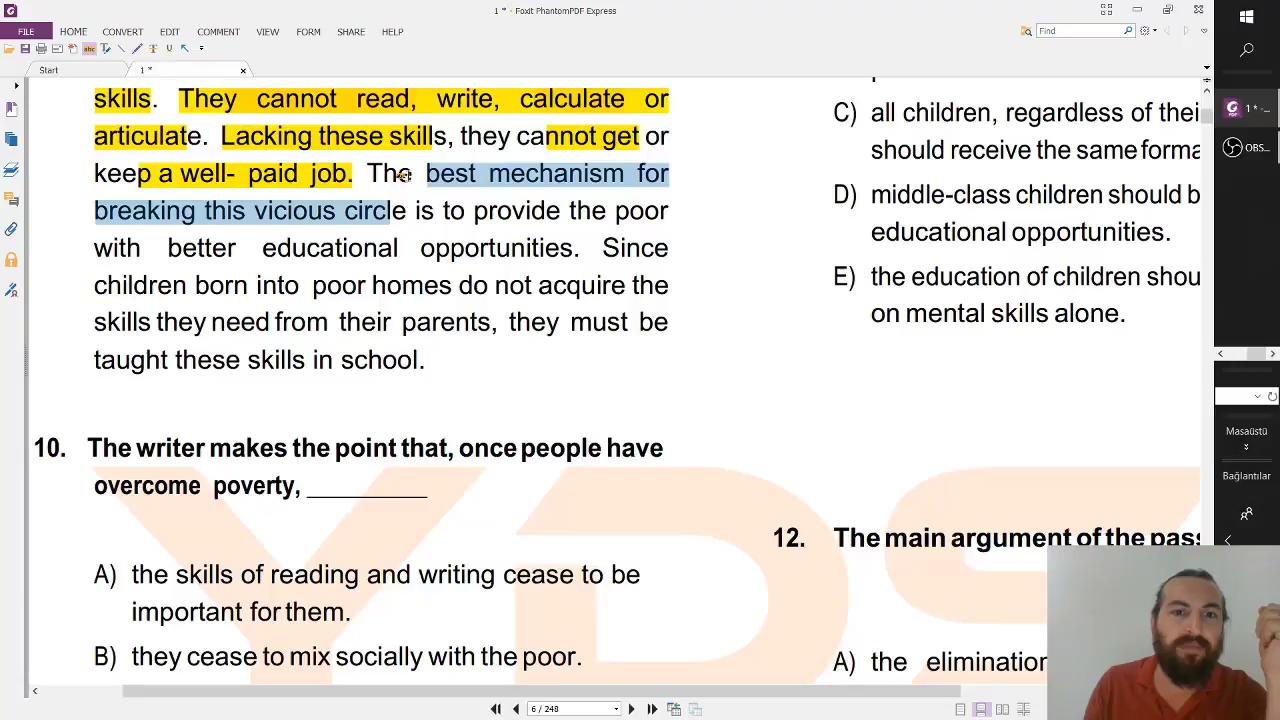 1 * - Foxit PhantomPDF Express
FILE HOME CONVERT EDIT COMMENT VIEW FORM SHARE HELP
Find
Start
1 *
skills. They cannot read, write, calculate or
articulate. Lacking these skills, they cannot get or
keep a well- paid job. The best mechanism for
breaking this vicious circle is to provide the poor
with better educational opportunities. Since
children born into poor homes do not acquire the
skills they need from their parents, they must be
taught these skills in school.
10. The writer makes the point that, once people have
overcome poverty, __________
A) the skills of reading and writing cease to be
important for them.
B) they cease to mix socially with the poor.
C) all children, regardless of thei
should receive the same forma
D) middle-class children should b
educational opportunities.
E) the education of children shou
on mental skills alone.
12. The main argument of the pass
A) the elimination
YDS
6 / 248
1 * -...
OBS...
Masaüstü
Bağlantılar